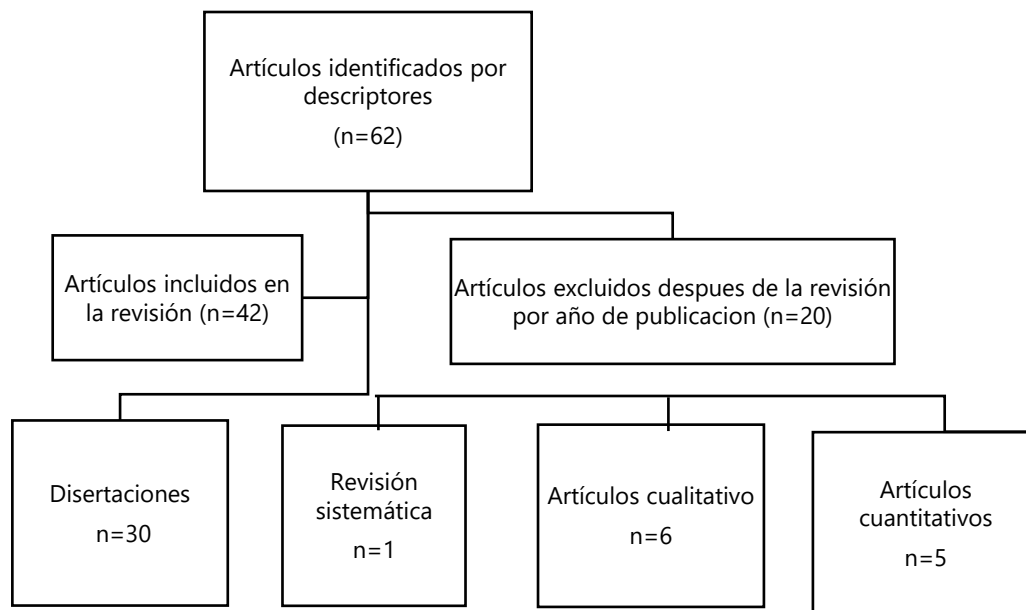 Artículos identificados por
descriptores
(n=62)
Artículos incluidos en
la revisión (n=42)
Artículos excluidos despues de la revisión
por año de publicacion (n=20)
Disertaciones
n=30
Revisión
sistemática
n=1
Artículos cualitativo
n=6
Artículos
cuantitativos
n=5